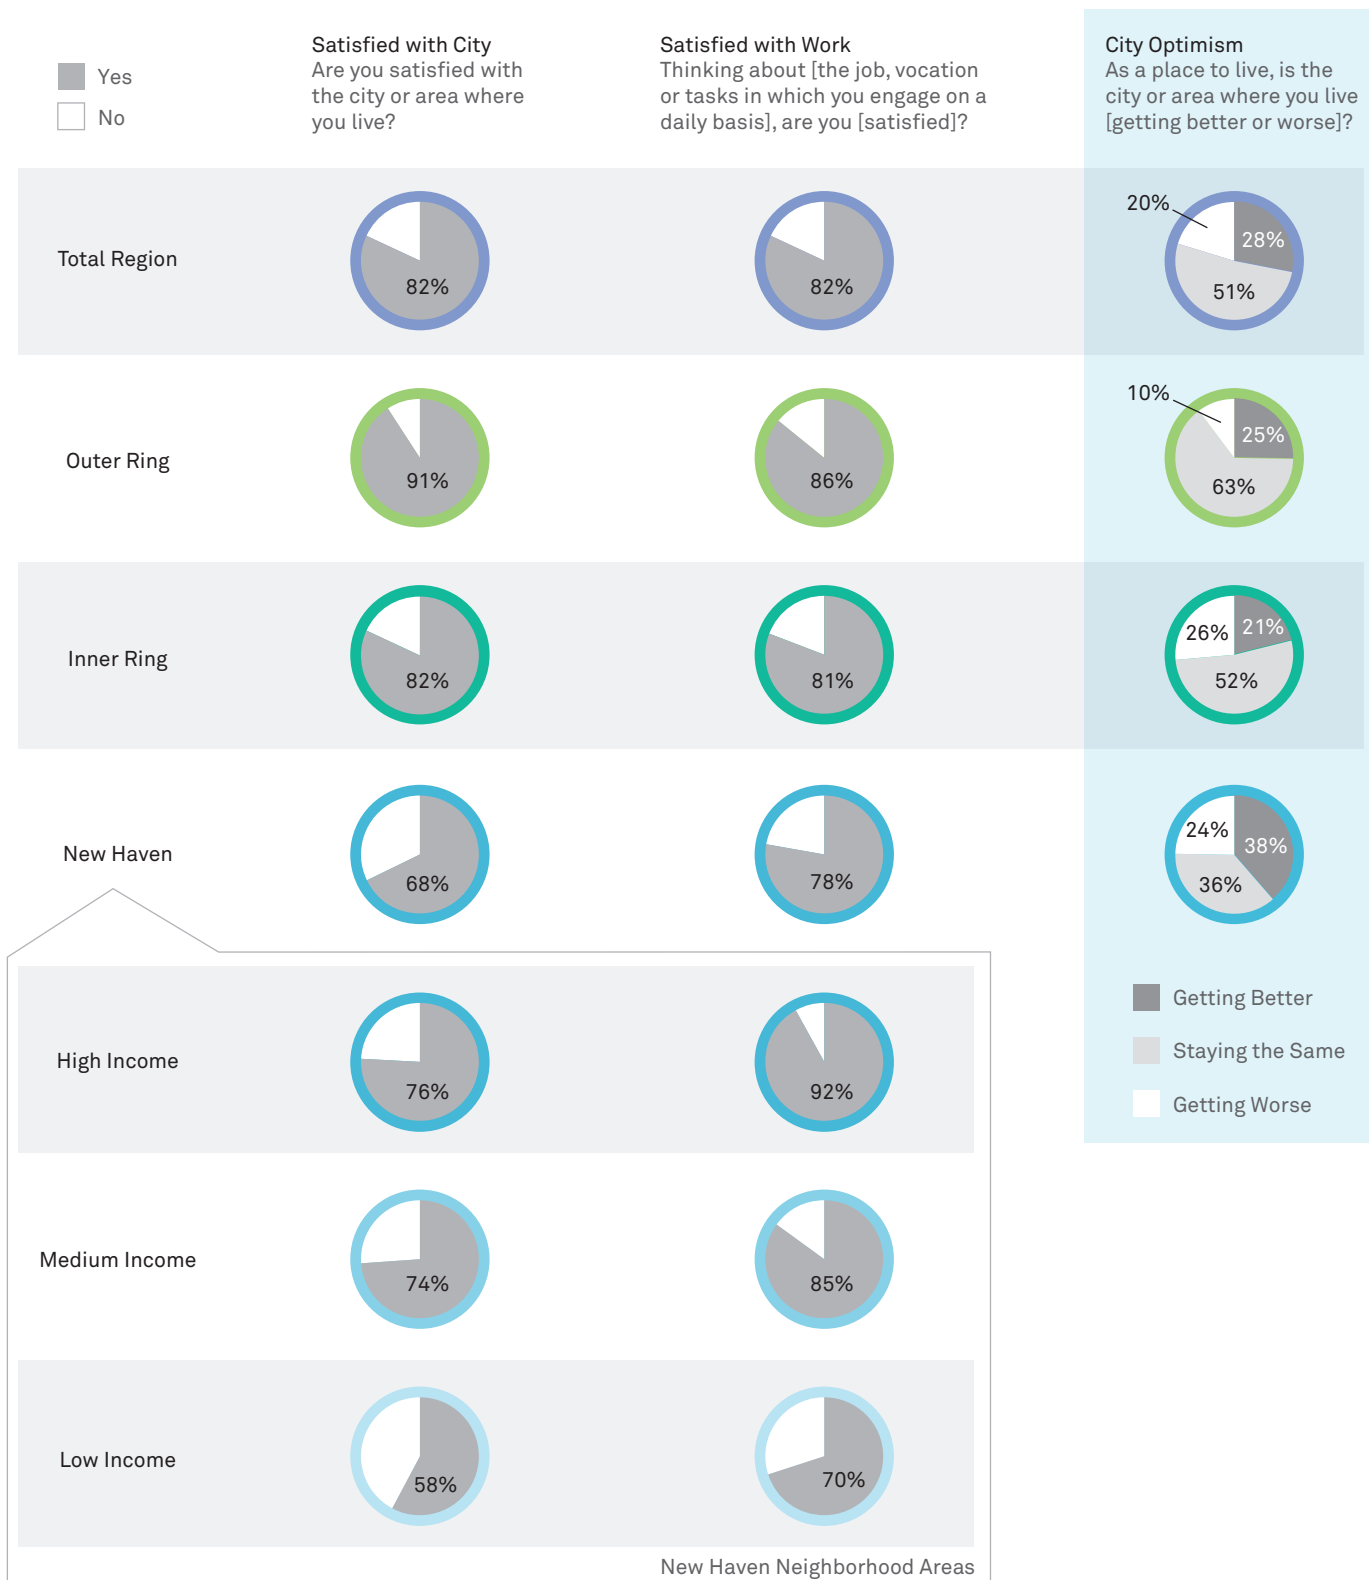 Yes
No
Satisfied with City
Are you satisfied with
the city or area where
you live?
Satisfied with Work
Thinking about [the job, vocation
or tasks in which you engage on a
daily basis], are you [satisfied]?
City Optimism
As a place to live, is the
city or area where you live
[getting better or worse]?
Total Region
82%
82%
20%
28%
51%
Outer Ring
91%
86%
10%
25%
63%
Inner Ring
82%
81%
26%
21%
52%
New Haven
68%
78%
24%
38%
36%
Getting Better
Staying the Same
Getting Worse
High Income
76%
92%
Medium Income
74%
85%
Low Income
58%
70%
New Haven Neighborhood Areas